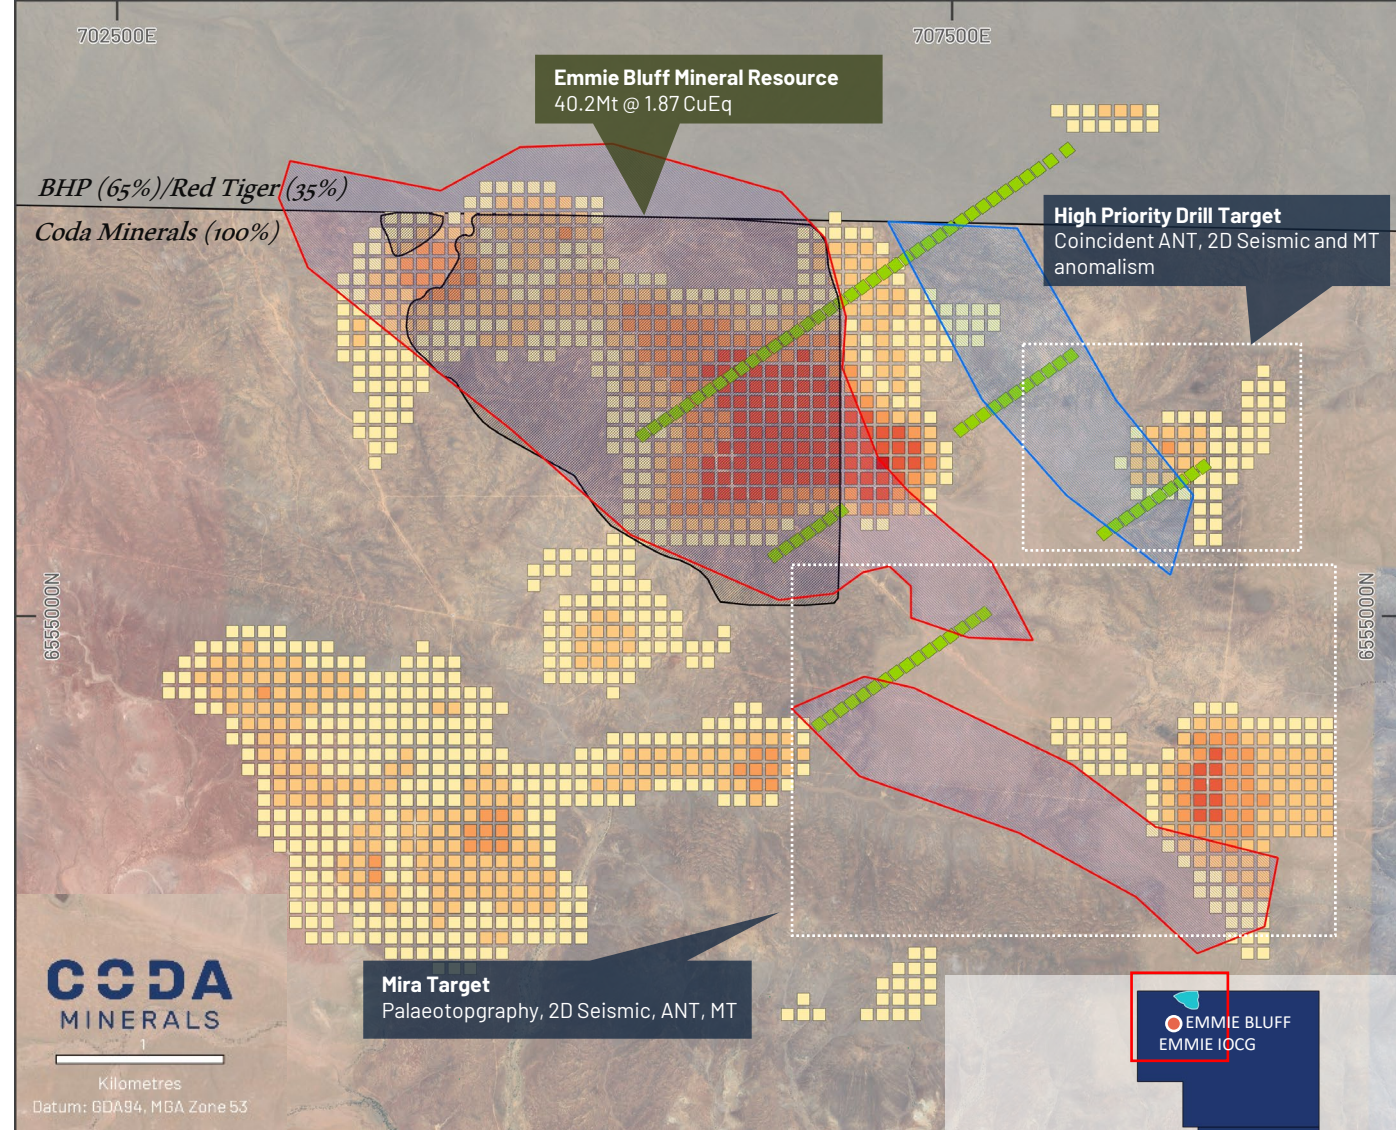 702500E
707500E
Emmie Bluff Mineral Resource
40.2Mt @ 1.87 CuEq
BHP (65%)/Red Tiger (35%)
Coda Minerals (100%)
High Priority Drill Target
Coincident ANT, 2D Seismic and MT
anomalism
6555000N
6555000N
Mira Target
Palaeotopgraphy, 2D Seismic, ANT, MT
CODA
MINERALS
1
Kilometres
Datum: GDA94, MGA Zone 53
EMMIE BLUFF
EMMIE IOCG